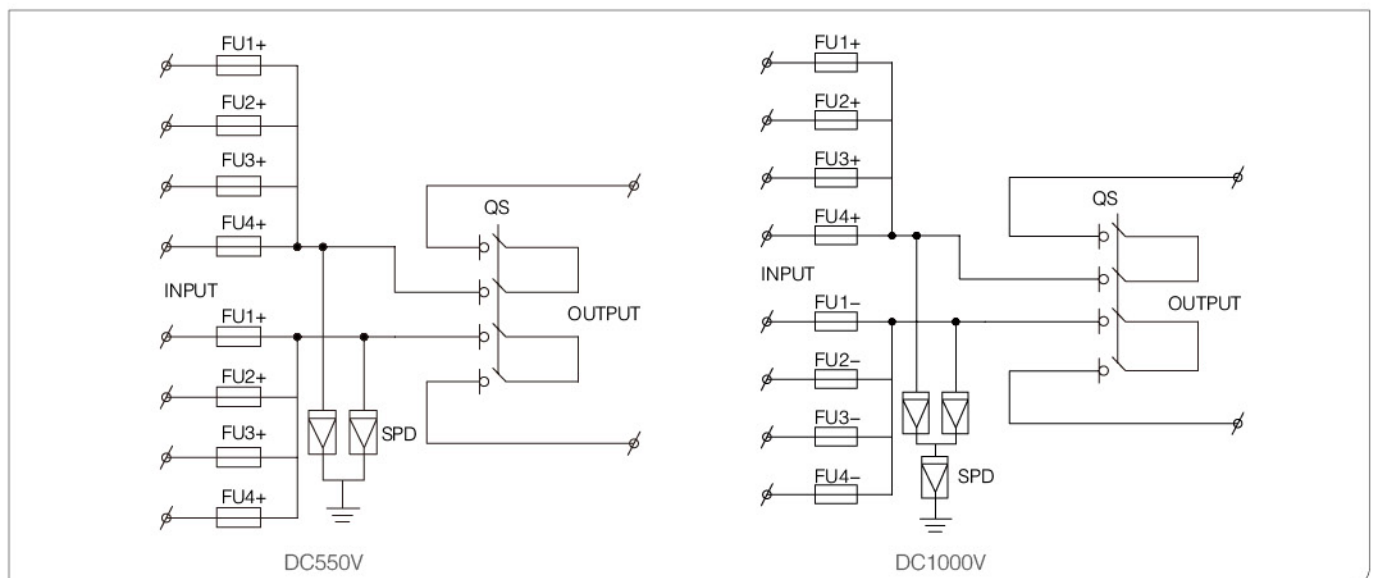 FU1+
FU2+
FU3+
FU4+
INPUT
FU1+
FU2+
FU3+
FU4+
QS
OUTPUT
SPD
DC550V
FU1+
FU2+
FU3+
FU4+
INPUT
FU1-
FU2-
FU3-
FU4-
QS
OUTPUT
SPD
DC1000V